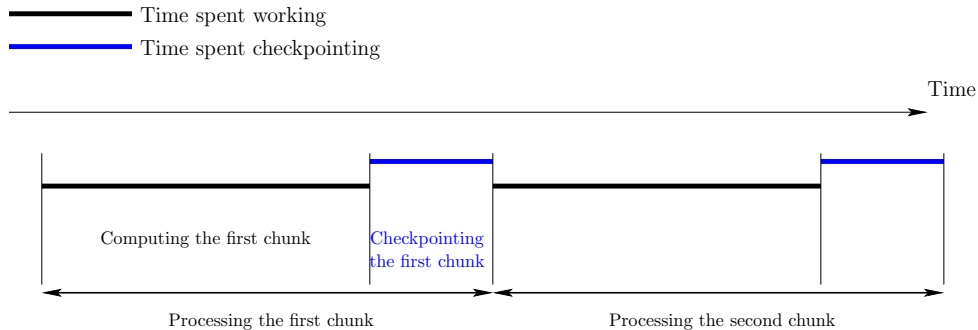 Time spent working
Time spent checkpointing
Time
Computing the first chunk
Checkpointing
the first chunk
Processing the first chunk
Processing the second chunk